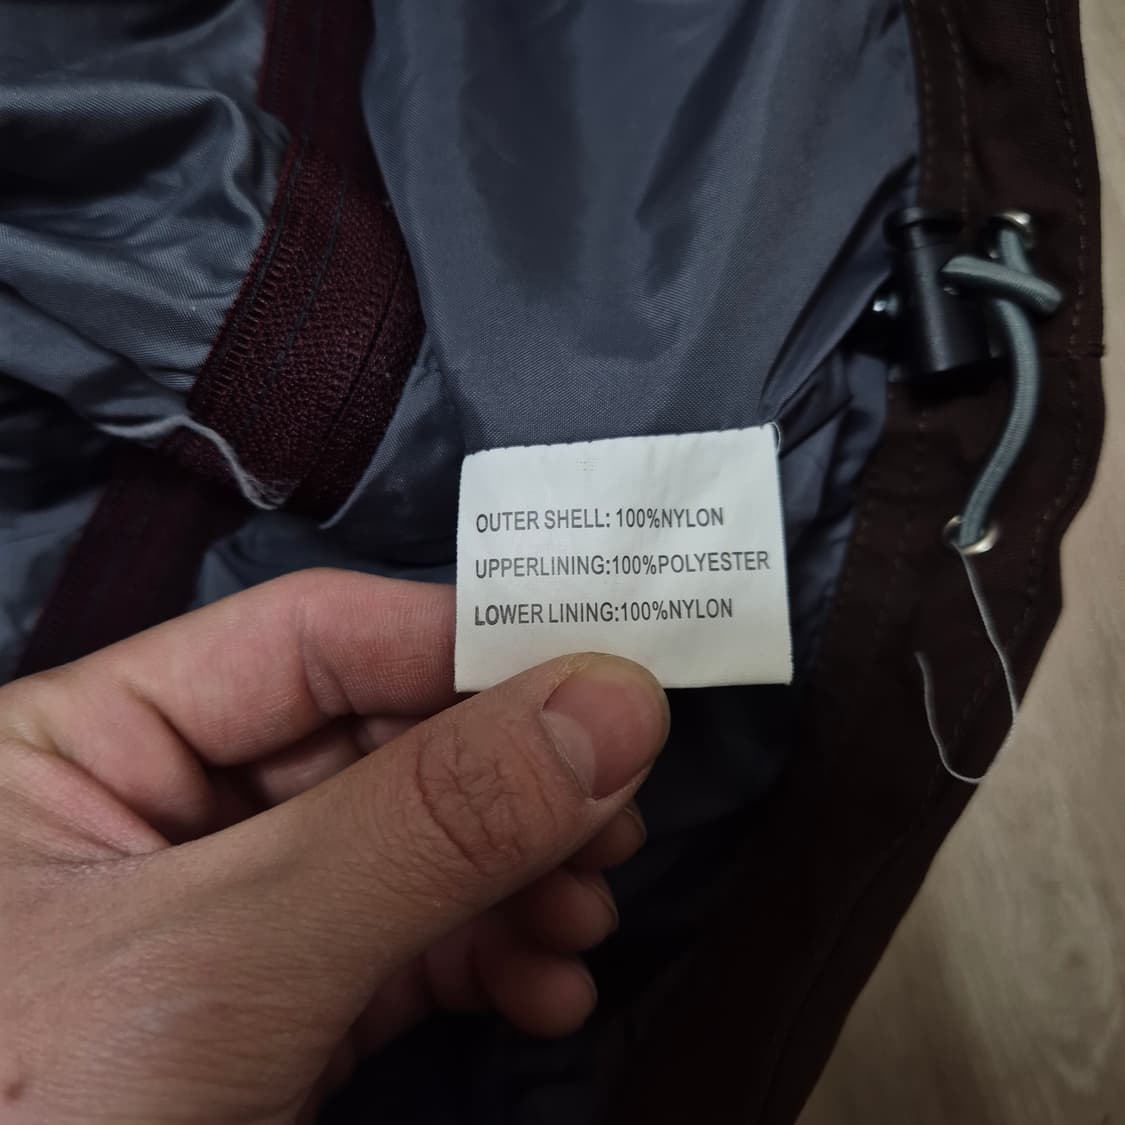 OUTER SHELL: 100%NYLON
UPPERLINING:100%POLYESTER
LOWER LINING:100%NYLON